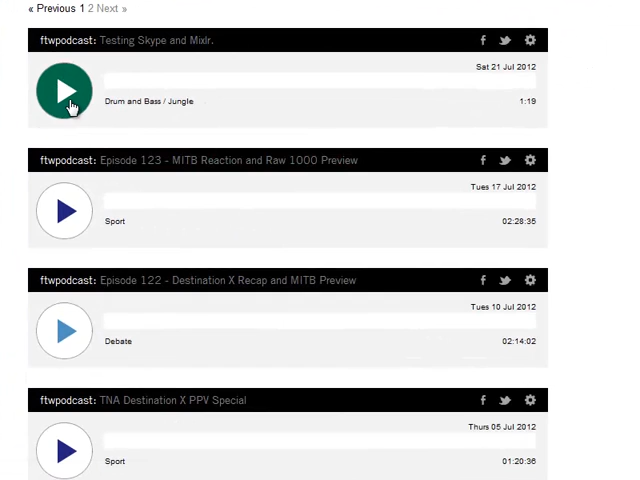 « Previous 1 2 Next »
ftwpodcast: Testing Skype and Mixlr.
Sat 21 Jul 2012
Drum and Bass / Jungle 1:19
ftwpodcast: Episode 123 - MITB Reaction and Raw 1000 Preview
Tues 17 Jul 2012
Sport 02:28:35
ftwpodcast: Episode 122 - Destination X Recap and MITB Preview
Tues 10 Jul 2012
Debate 02:14:02
ftwpodcast: TNA Destination X PPV Special
Thurs 05 Jul 2012
Sport 01:20:36